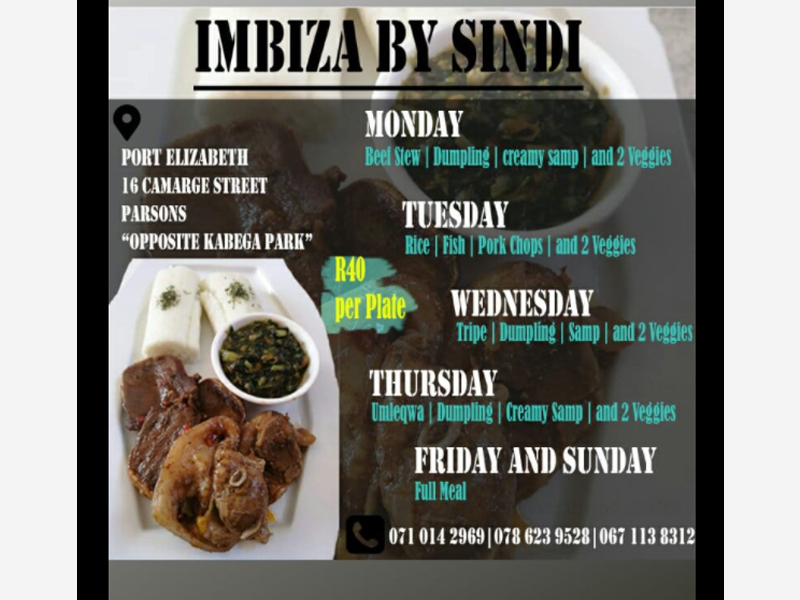 IMBIZA BY SINDI
PORT ELIZABETH
16 CAMARGE STREET
PARSONS
“OPPOSITE KABEGA PARK”
R40
per Plate
MONDAY
Beef Stew | Dumpling | creamy samp | and 2 Veggies
TUESDAY
Rice | Fish | Pork Chops | and 2 Veggies
WEDNESDAY
Tripe | Dumpling | Samp | and 2 Veggies
THURSDAY
Umleqwa | Dumpling | Creamy Samp | and 2 Veggies
FRIDAY AND SUNDAY
Full Meal
071 014 2969|078 623 9528|067 113 8312